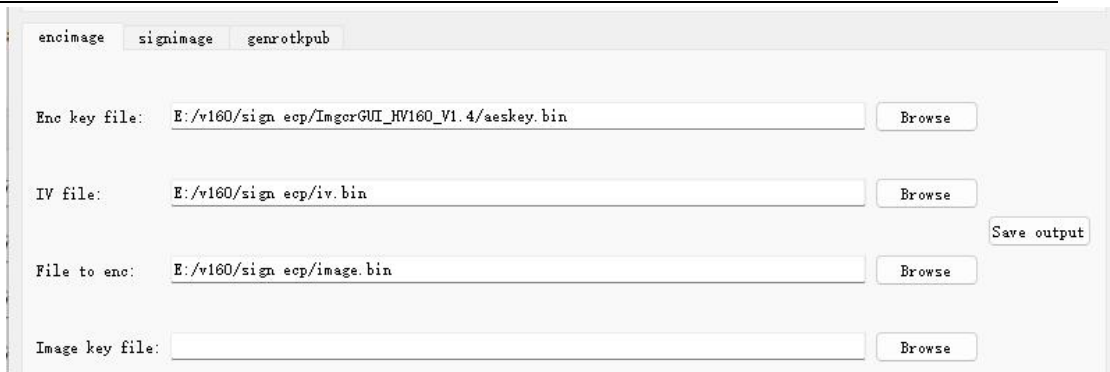 encimage signimage genrotkpub
Enc key file: E:/v160/sign ecp/ImgcrGUI_HV160_V1.4/aeskey.bin Browse
IV file: E:/v160/sign ecp/iv.bin Browse
Save output
File to enc: E:/v160/sign ecp/image.bin Browse
Image key file: Browse